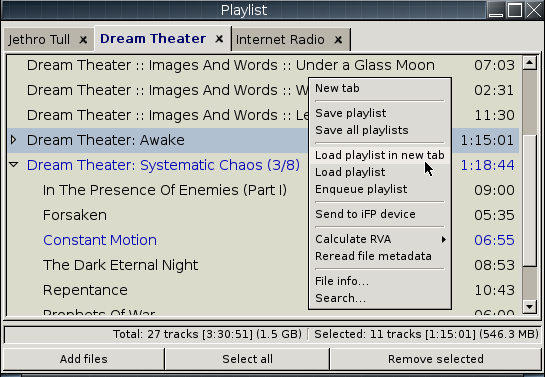 Playlist
Jethro Tull × Dream Theater × Internet Radio ×
Dream Theater :: Images And Words :: Under a Glass Moon 07:03
Dream Theater :: Images And Words :: W 02:31
Dream Theater :: Images And Words :: Le 11:30
Dream Theater: Awake 1:15:01
Dream Theater: Systematic Chaos (3/8) 1:18:44
In The Presence Of Enemies (Part I) 09:00
Forsaken 05:35
Constant Motion 06:55
The Dark Eternal Night 08:53
Repentance 10:43
Prophets Of War 06:00
New tab
Save playlist
Save all playlists
Load playlist in new tab
Load playlist
Enqueue playlist
Send to iFP device
Calculate RVA
Reread file metadata
File info...
Search...
Total: 27 tracks [3:30:51] (1.5 GB) Selected: 11 tracks [1:15:01] (546.3 MB)
Add files Select all Remove selected